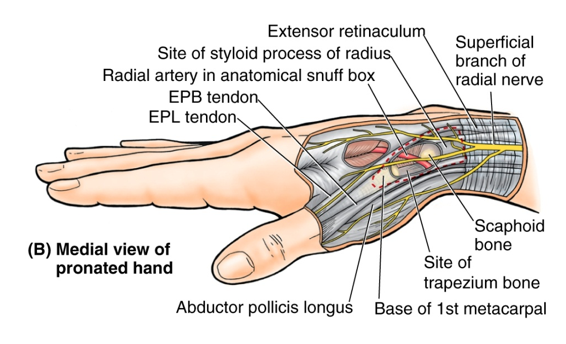 Extensor retinaculum
Site of styloid process of radius
Radial artery in anatomical snuff box
EPB tendon
EPL tendon
Superficial
branch of
radial nerve
(B) Medial view of
pronated hand
Scaphoid
bone
Site of
trapezium bone
Abductor pollicis longus
Base of 1st metacarpal